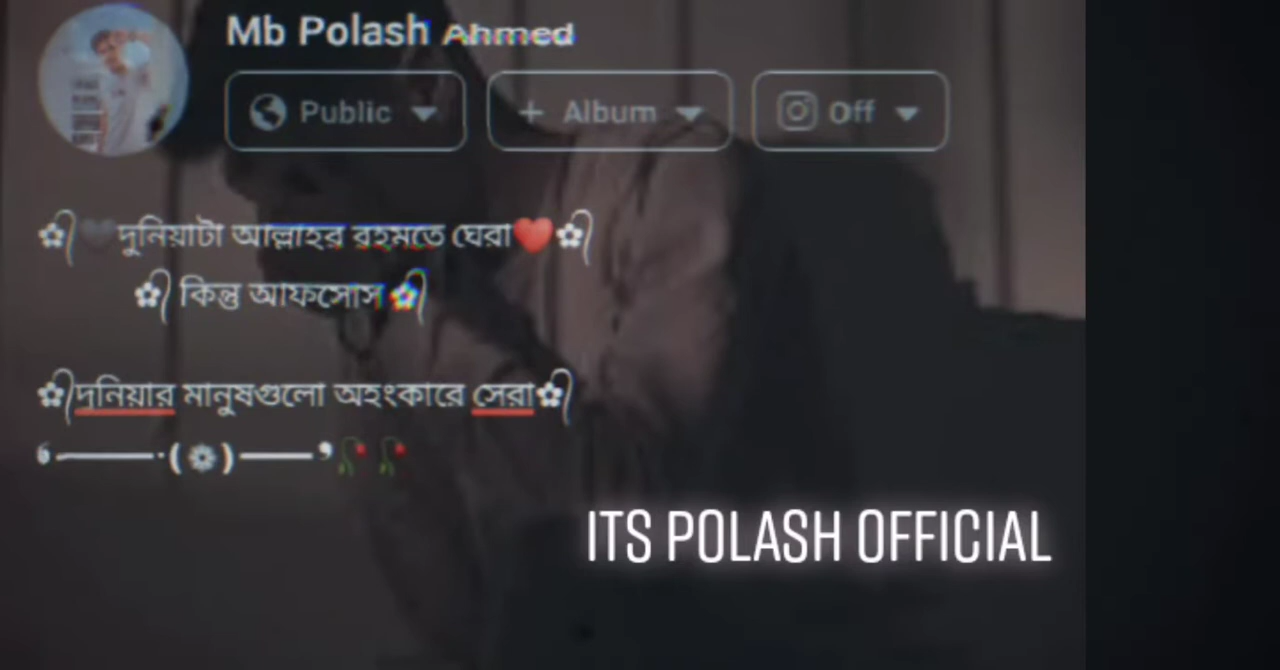 Mb Polash Ahmed
Public + Album Off
✿᭄🖤দুনিয়াটা আল্লাহর রহমতে ঘেরা❤️✿᭄
✿᭄ কিন্তু আফসোস ✿᭄
✿᭄দুনিয়ার মানুষগুলো অহংকারে সেরা✿᭄
❛───·(❁)───❜🥀🥀
ITS POLASH OFFICIAL